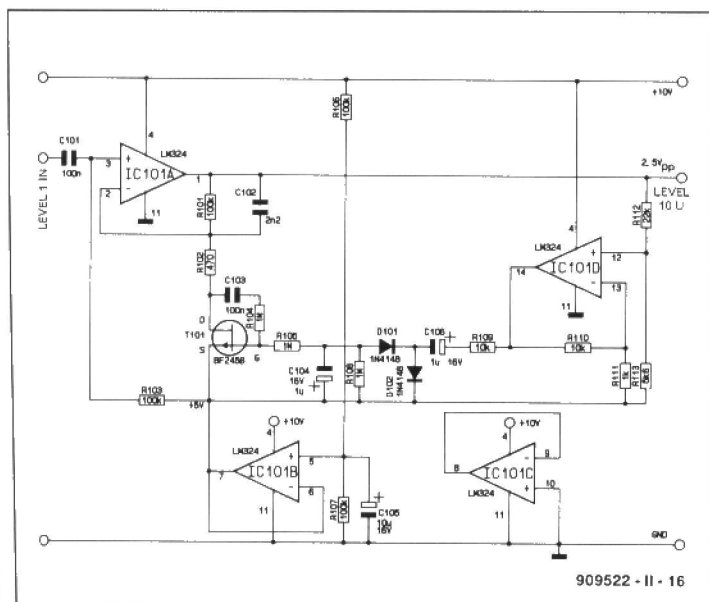 +10V
R106
100k
C101
100n
LEVEL 1 IN
3
+
2
-
4
LM324
IC101A
1
11
R101
100k
C102
2n2
R102
470
C103
100n
R104
1M
D
T101
S
G
BF245B
R105
1M
C104
16V
1u
+
R108
1M
D101
1N4148
D102
1N4148
C106
+
1u
16V
R109
10k
R110
10k
LM324
IC101D
4
14
11
+
12
-
13
2.5Vpp
LEVEL
10 U
R112
22k
R111
1k
R113
R103
100k
+5V
+10V
4
LM324
IC101B
7
11
+
5
-
6
R107
100k
C105
10u
16V
+
+10V
4
IC101C
LM324
8
11
-
9
+
10
GND
909522 - II - 16